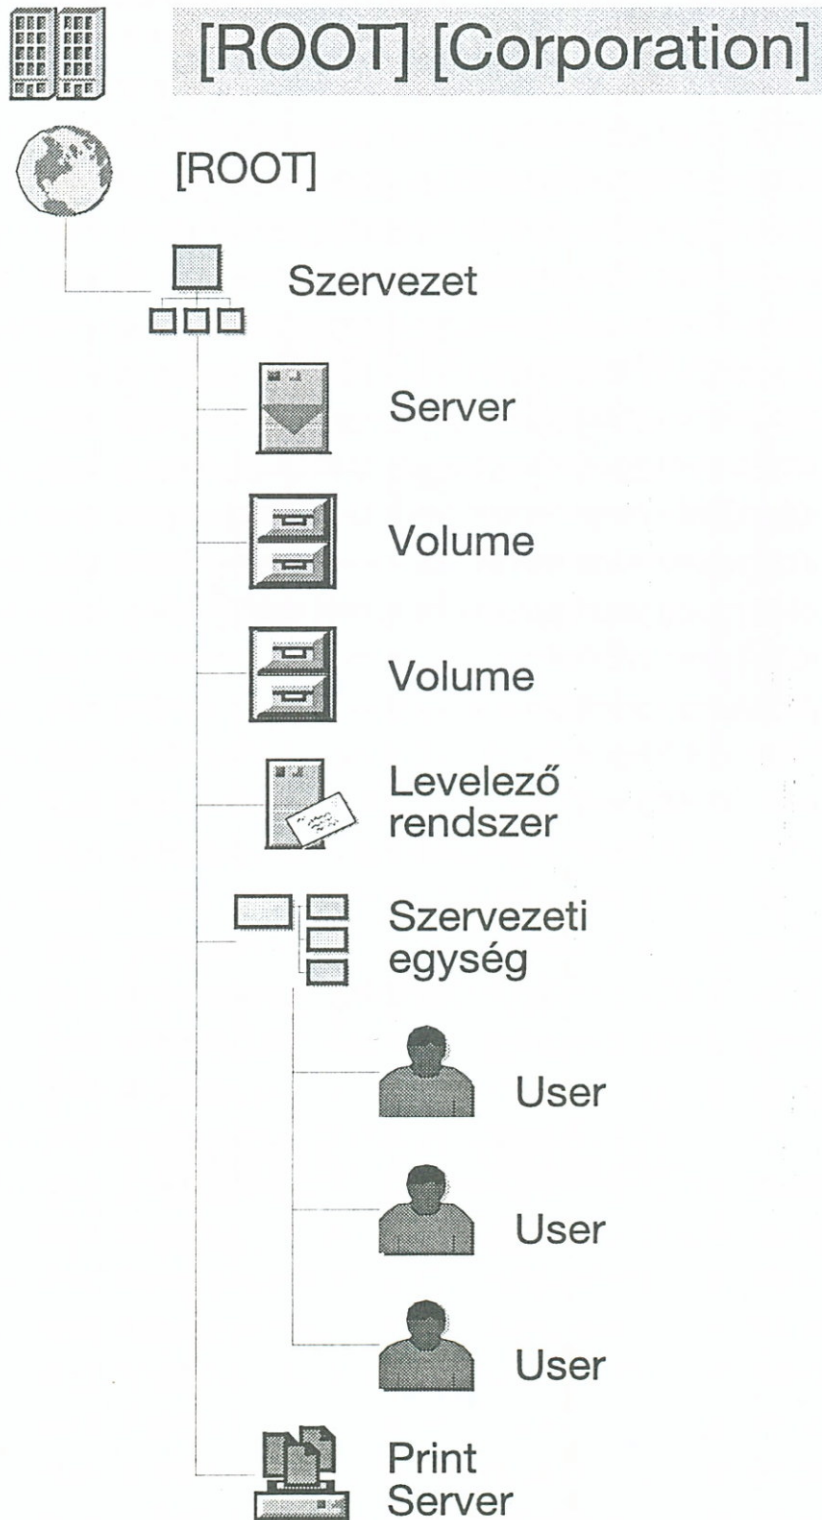 [ROOT] [Corporation]
[ROOT]
Szervezet
Server
Volume
Volume
Levelező
rendszer
Szervezeti
egység
User
User
User
Print
Server